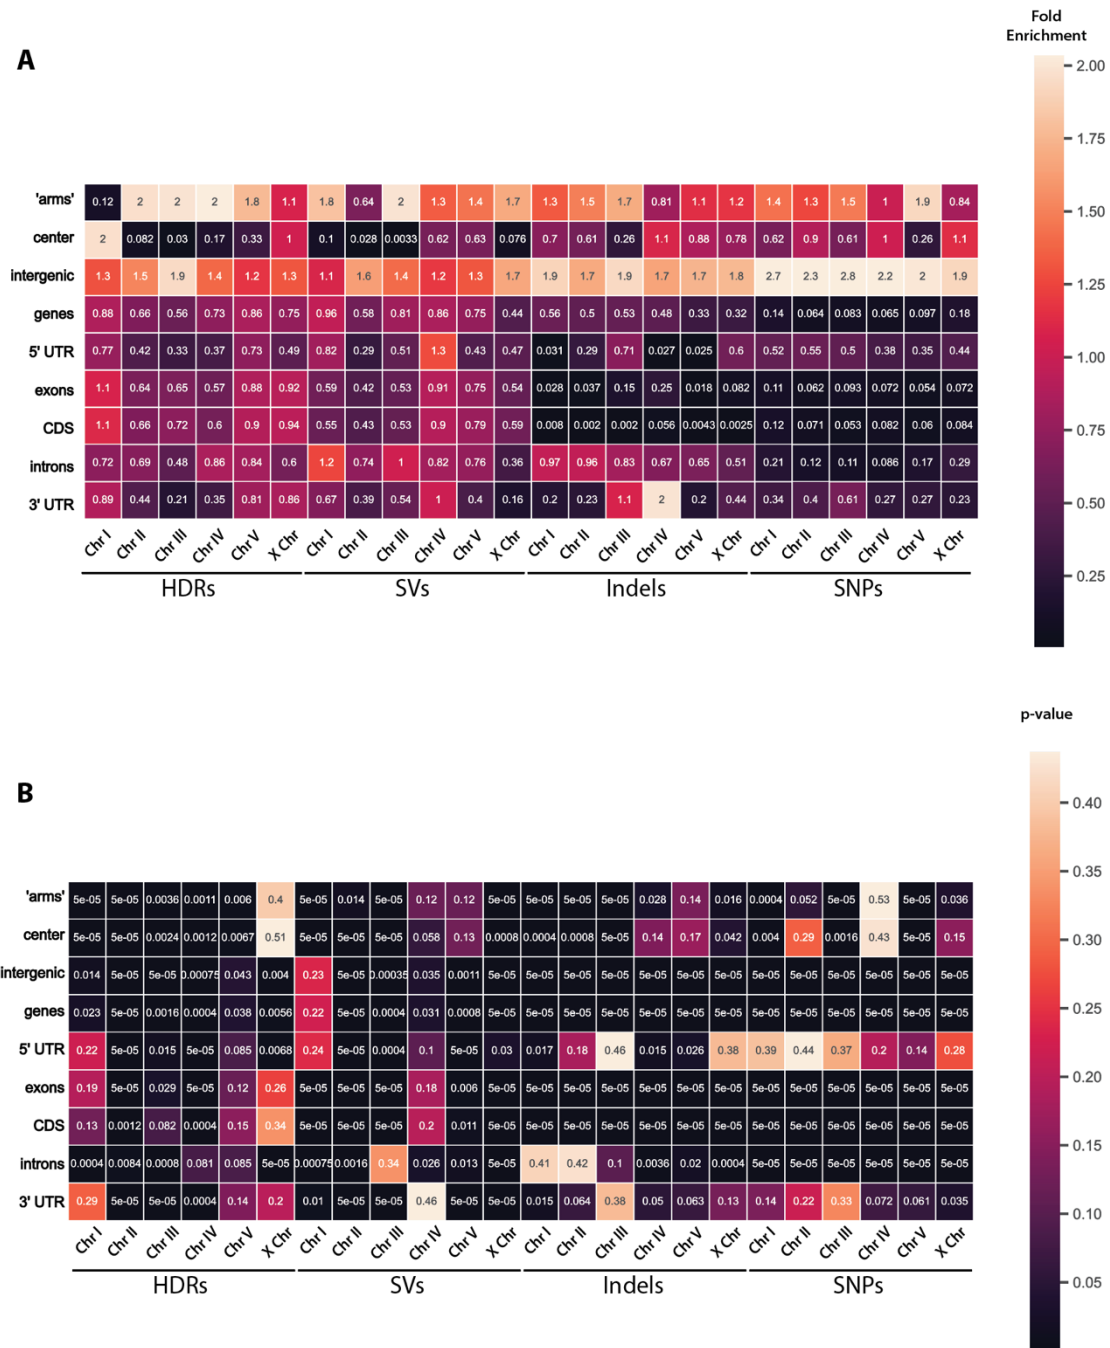 Fold
Enrichment
A
2.00
1.75
1.50
1.25
1.00
0.75
0.50
0.25
'arms' 0.12 2 2 2 1.8 1.1 1.8 0.64 2 1.3 1.4 1.7 1.3 1.5 1.7 0.81 1.1 1.2 1.4 1.3 1.5 1 1.9 0.84
center 2 0.082 0.03 0.17 0.33 1 0.1 0.028 0.0033 0.62 0.63 0.076 0.7 0.61 0.26 1.1 0.88 0.78 0.62 0.9 0.61 1 0.26 1.1
intergenic 1.3 1.5 1.9 1.4 1.2 1.3 1.1 1.6 1.4 1.2 1.3 1.7 1.9 1.7 1.9 1.7 1.7 1.8 2.7 2.3 2.8 2.2 2 1.9
genes 0.88 0.66 0.56 0.73 0.86 0.75 0.96 0.58 0.81 0.86 0.75 0.44 0.56 0.5 0.53 0.48 0.33 0.32 0.14 0.064 0.083 0.065 0.097 0.18
5' UTR 0.77 0.42 0.33 0.37 0.73 0.49 0.82 0.29 0.51 1.3 0.43 0.47 0.031 0.29 0.71 0.027 0.025 0.6 0.52 0.55 0.5 0.38 0.35 0.44
exons 1.1 0.64 0.65 0.57 0.88 0.92 0.59 0.42 0.53 0.91 0.75 0.54 0.028 0.037 0.15 0.25 0.018 0.082 0.11 0.062 0.093 0.072 0.054 0.072
CDS 1.1 0.66 0.72 0.6 0.9 0.94 0.55 0.43 0.53 0.9 0.79 0.59 0.008 0.002 0.002 0.056 0.0043 0.0025 0.12 0.071 0.053 0.082 0.06 0.084
introns 0.72 0.69 0.48 0.86 0.84 0.6 1.2 0.74 1 0.82 0.76 0.36 0.97 0.96 0.83 0.67 0.65 0.51 0.21 0.12 0.11 0.086 0.17 0.29
3' UTR 0.89 0.44 0.21 0.35 0.81 0.86 0.67 0.39 0.54 1 0.4 0.16 0.2 0.23 1.1 2 0.2 0.44 0.34 0.4 0.61 0.27 0.27 0.23
Chr I Chr II Chr III Chr IV Chr V X Chr Chr I Chr II Chr III Chr IV Chr V X Chr Chr I Chr II Chr III Chr IV Chr V X Chr Chr I Chr II Chr III Chr IV Chr V X Chr
HDRs SVs Indels SNPs
p-value
B
0.40
0.35
0.30
0.25
0.20
0.15
0.10
0.05
'arms' 5e-05 5e-05 0.0036 0.0011 0.006 0.4 5e-05 0.014 5e-05 0.12 0.12 5e-05 5e-05 5e-05 5e-05 0.028 0.14 0.016 0.0004 0.052 5e-05 0.53 5e-05 0.036
center 5e-05 5e-05 0.0024 0.0012 0.0067 0.51 5e-05 5e-05 5e-05 0.058 0.13 0.0008 0.0004 0.0008 5e-05 0.14 0.17 0.042 0.004 0.29 0.0016 0.43 5e-05 0.15
intergenic 0.014 5e-05 5e-05 0.00075 0.043 0.004 0.23 5e-05 0.00035 0.035 0.0011 5e-05 5e-05 5e-05 5e-05 5e-05 5e-05 5e-05 5e-05 5e-05 5e-05 5e-05 5e-05 5e-05
genes 0.023 5e-05 0.0016 0.0004 0.038 0.0056 0.22 5e-05 0.0004 0.031 0.0008 5e-05 5e-05 5e-05 5e-05 5e-05 5e-05 5e-05 5e-05 5e-05 5e-05 5e-05 5e-05 5e-05
5' UTR 0.22 5e-05 0.015 5e-05 0.085 0.0068 0.24 5e-05 0.0004 0.1 5e-05 0.03 0.017 0.18 0.46 0.015 0.026 0.38 0.39 0.44 0.37 0.2 0.14 0.28
exons 0.19 5e-05 0.029 5e-05 0.12 0.26 5e-05 5e-05 5e-05 0.18 0.006 5e-05 5e-05 5e-05 5e-05 5e-05 5e-05 5e-05 5e-05 5e-05 5e-05 5e-05 5e-05 5e-05
CDS 0.13 0.0012 0.082 0.0004 0.15 0.34 5e-05 5e-05 5e-05 0.2 0.011 5e-05 5e-05 5e-05 5e-05 5e-05 5e-05 5e-05 5e-05 5e-05 5e-05 5e-05 5e-05 5e-05
introns 0.0004 0.0084 0.0008 0.081 0.085 5e-05 0.00075 0.0016 0.34 0.026 0.013 5e-05 0.41 0.42 0.1 0.0036 0.02 0.0004 5e-05 5e-05 5e-05 5e-05 5e-05 5e-05
3' UTR 0.29 5e-05 5e-05 0.0004 0.14 0.2 0.01 5e-05 5e-05 0.46 5e-05 5e-05 0.015 0.064 0.38 0.05 0.063 0.13 0.14 0.22 0.33 0.072 0.061 0.035
Chr I Chr II Chr III Chr IV Chr V X Chr Chr I Chr II Chr III Chr IV Chr V X Chr Chr I Chr II Chr III Chr IV Chr V X Chr Chr I Chr II Chr III Chr IV Chr V X Chr
HDRs SVs Indels SNPs